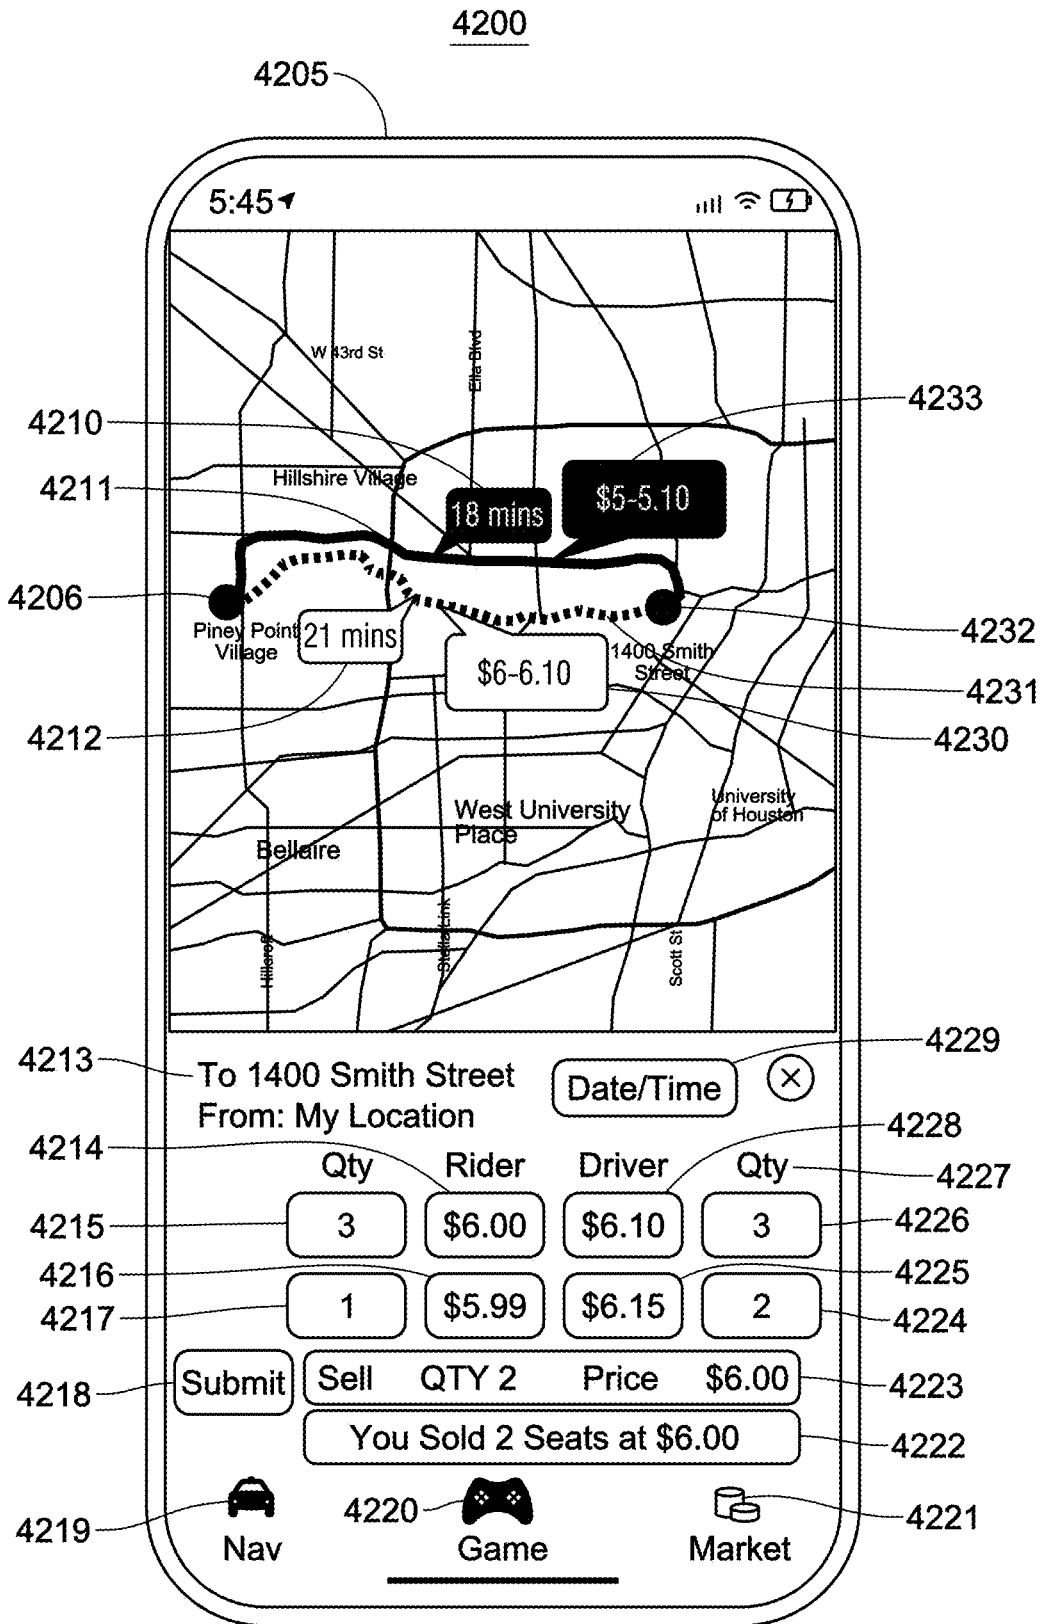 4200
4205
5:45
W 43rd St
Ella Blvd
4233
4210
Hillshire Village
4211
18 mins
$5-5.10
4206
Piney Point
Village
21 mins
4232
1400 Smith
Street
$6-6.10
4231
4212
4230
West University
Place
University
of Houston
Bellaire
Hillcroft
Stella Link
Scott St
4229
4213
To 1400 Smith Street
Date/Time
From: My Location
4228
4214
Qty Rider Driver Qty
4227
4215
3 $6.00 $6.10 3
4226
4216
4225
4217
1 $5.99 $6.15 2
4224
4218
Submit
Sell QTY 2 Price $6.00
4223
You Sold 2 Seats at $6.00
4222
4219
4220
4221
Nav Game Market